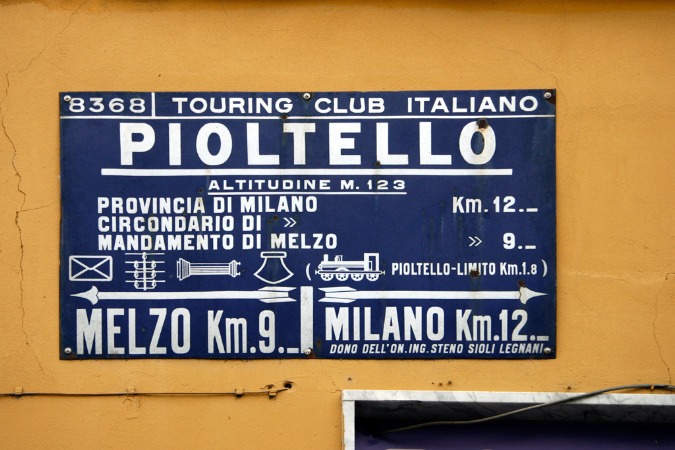 8368 TOURING CLUB ITALIANO
PIOLTELLO
ALTITUDINE M. 123
PROVINCIA DI MILANO Km.12._
CIRCONDARIO DI »
MANDAMENTO DI MELZO » 9._
( PIOLTELLO-LIMITO Km.1.8 )
MELZO Km.9._ MILANO Km.12._
DONO DELL'ON.ING.STENO SIOLI LEGNANI